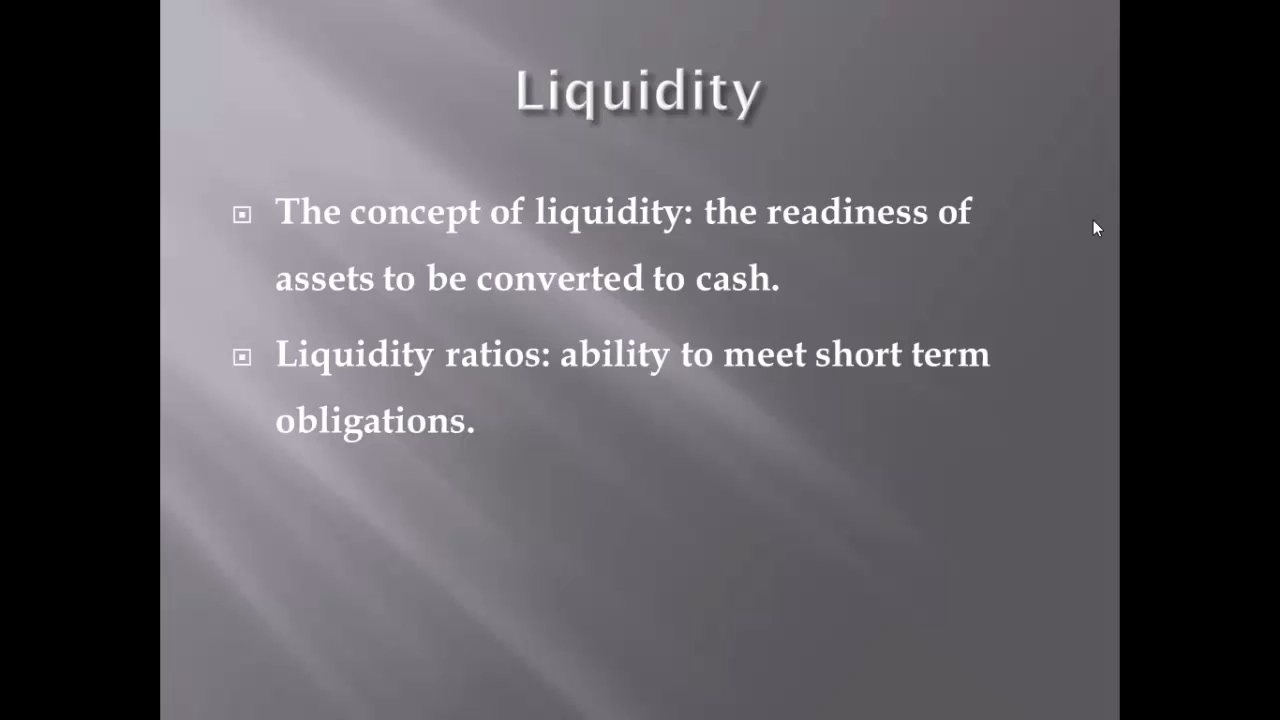 Liquidity
The concept of liquidity: the readiness of
assets to be converted to cash.
Liquidity ratios: ability to meet short term
obligations.